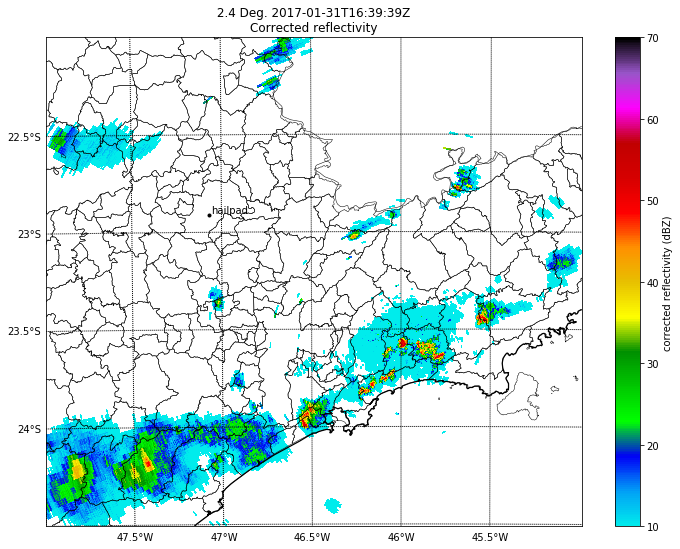 2.4 Deg. 2017-01-31T16:39:39Z
Corrected reflectivity
70
60
50
40
30
20
10
corrected reflectivity (dBZ)
22.5°S
23°S
23.5°S
24°S
hailpad
47.5°W
47°W
46.5°W
46°W
45.5°W